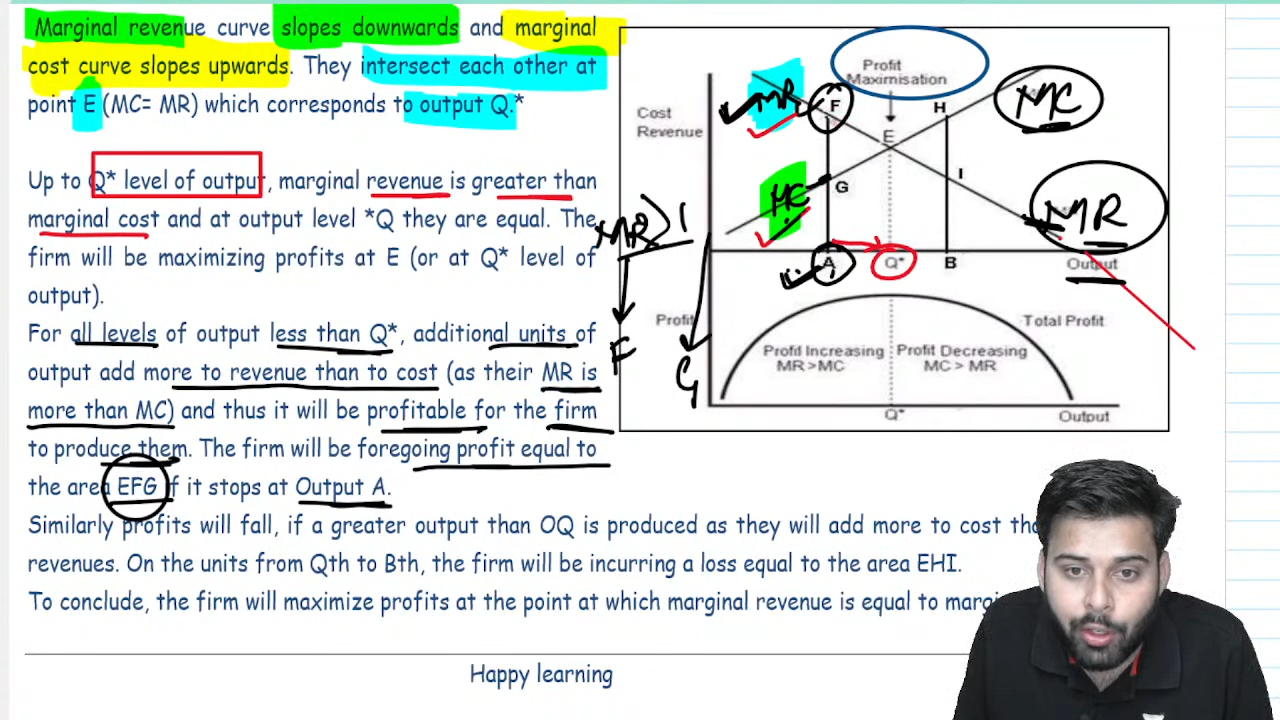 Marginal revenue curve slopes downwards and marginal
cost curve slopes upwards. They intersect each other at
point E (MC= MR) which corresponds to output Q.*
Up to Q* level of output, marginal revenue is greater than
marginal cost and at output level *Q they are equal. The
firm will be maximizing profits at E (or at Q* level of
output).
For all levels of output less than Q*, additional units of
output add more to revenue than to cost (as their MR is
more than MC) and thus it will be profitable for the firm
to produce them. The firm will be foregoing profit equal to
the area EFG if it stops at Output A.
Similarly profits will fall, if a greater output than OQ is produced as they will add more to cost
revenues. On the units from Qth to Bth, the firm will be incurring a loss equal to the area EHI.
To conclude, the firm will maximize profits at the point at which marginal revenue is equal to
Happy learning
Profit
Maximisation
Cost
Revenue
MR
F
H
MC
E
MC
G
I
MR
MR>
A
Q*
B
Output
F
G
Profit
Total Profit
Profit Increasing
MR >MC
Profit Decreasing
MC > MR
Q*
Output